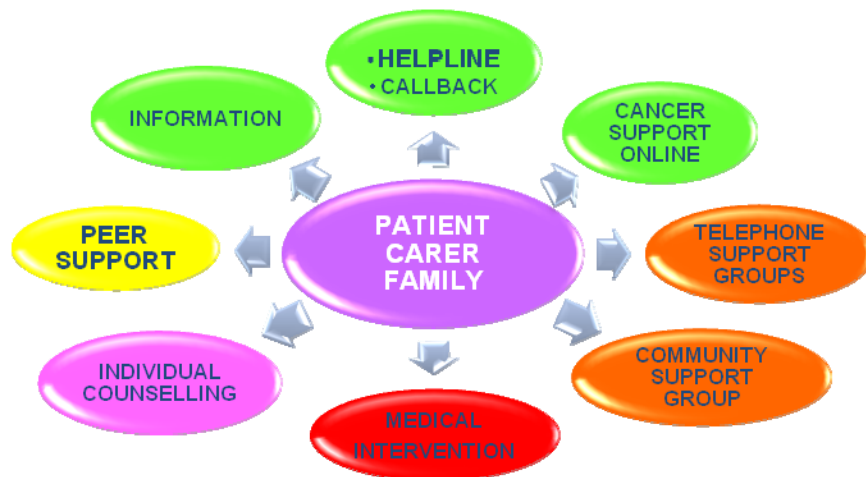 • HELPLINE
• CALLBACK
INFORMATION
CANCER
SUPPORT
ONLINE
PEER
SUPPORT
PATIENT
CARER
FAMILY
TELEPHONE
SUPPORT
GROUPS
INDIVIDUAL
COUNSELLING
COMMUNITY
SUPPORT
GROUP
MEDICAL
INTERVENTION